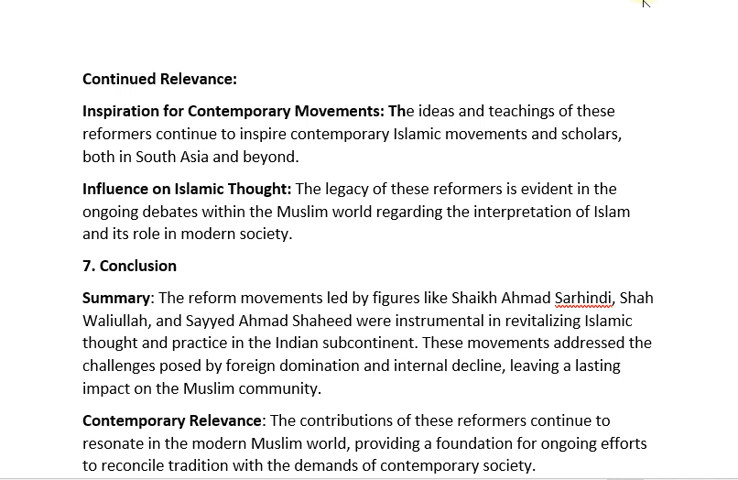 Continued Relevance:
Inspiration for Contemporary Movements: The ideas and teachings of these
reformers continue to inspire contemporary Islamic movements and scholars,
both in South Asia and beyond.
Influence on Islamic Thought: The legacy of these reformers is evident in the
ongoing debates within the Muslim world regarding the interpretation of Islam
and its role in modern society.
7. Conclusion
Summary: The reform movements led by figures like Shaikh Ahmad Sarhindi, Shah
Waliullah, and Sayyed Ahmad Shaheed were instrumental in revitalizing Islamic
thought and practice in the Indian subcontinent. These movements addressed the
challenges posed by foreign domination and internal decline, leaving a lasting
impact on the Muslim community.
Contemporary Relevance: The contributions of these reformers continue to
resonate in the modern Muslim world, providing a foundation for ongoing efforts
to reconcile tradition with the demands of contemporary society.